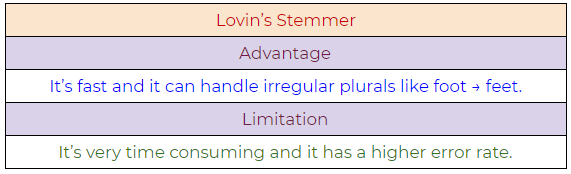 Lovin’s Stemmer
Advantage
It’s fast and it can handle irregular plurals like foot → feet.
Limitation
It’s very time consuming and it has a higher error rate.